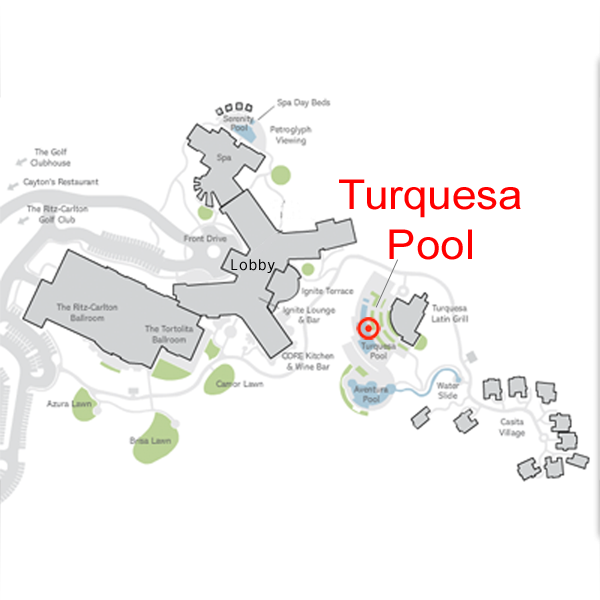 Spa Day Beds
Serenity
Pool
Petroglyph
Viewing
The Golf
Clubhouse
Spa
Cayton's Restaurant
Turquesa
Pool
The Ritz-Carlton
Golf Club
Front Drive
Lobby
Ignite Terrace
The Ritz-Carlton
Ballroom
Ignite Lounge
& Bar
Turquesa
Latin Grill
The Tortolita
Ballroom
Turquesa
Pool
CORE Kitchen
& Wine Bar
Camor Lawn
Aventura
Pool
Water
Slide
Azura Lawn
Casita
Village
Brisa Lawn